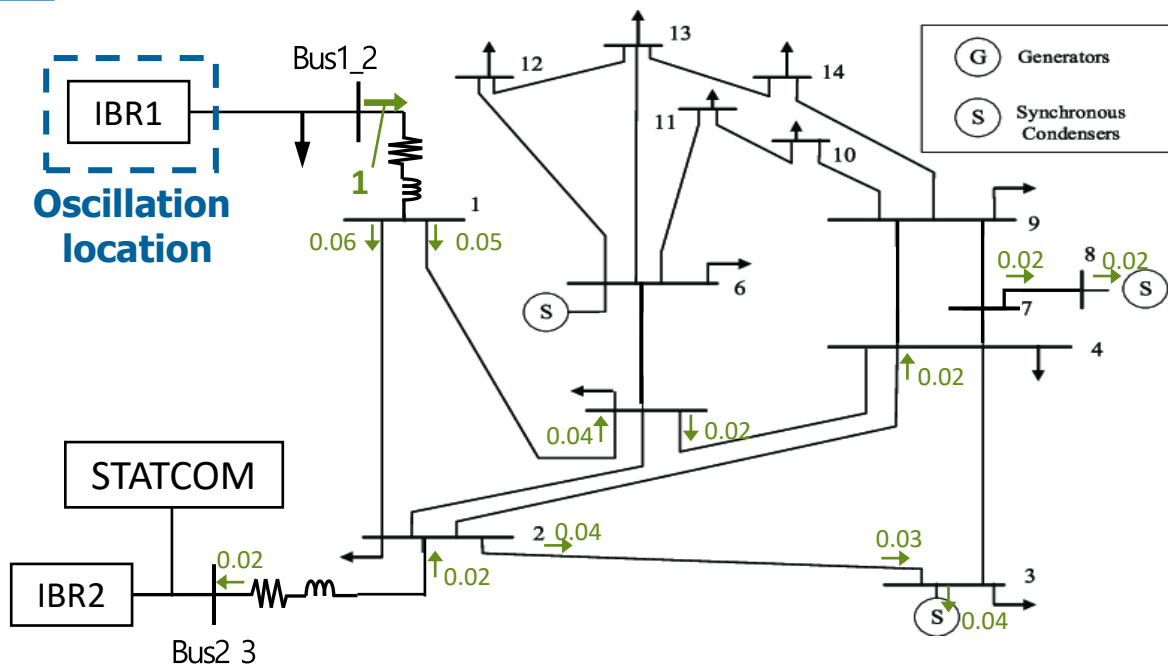 13
12
14
Bus1_2
G
Generators
S
Synchronous
Condensers
IBR1
11
10
1
Oscillation
location
1
0.06
0.05
9
8
0.02
0.02
S
6
7
S
4
0.02
0.04
0.02
STATCOM
2
0.04
0.03
0.02
0.02
3
IBR2
S
0.04
Bus2_3